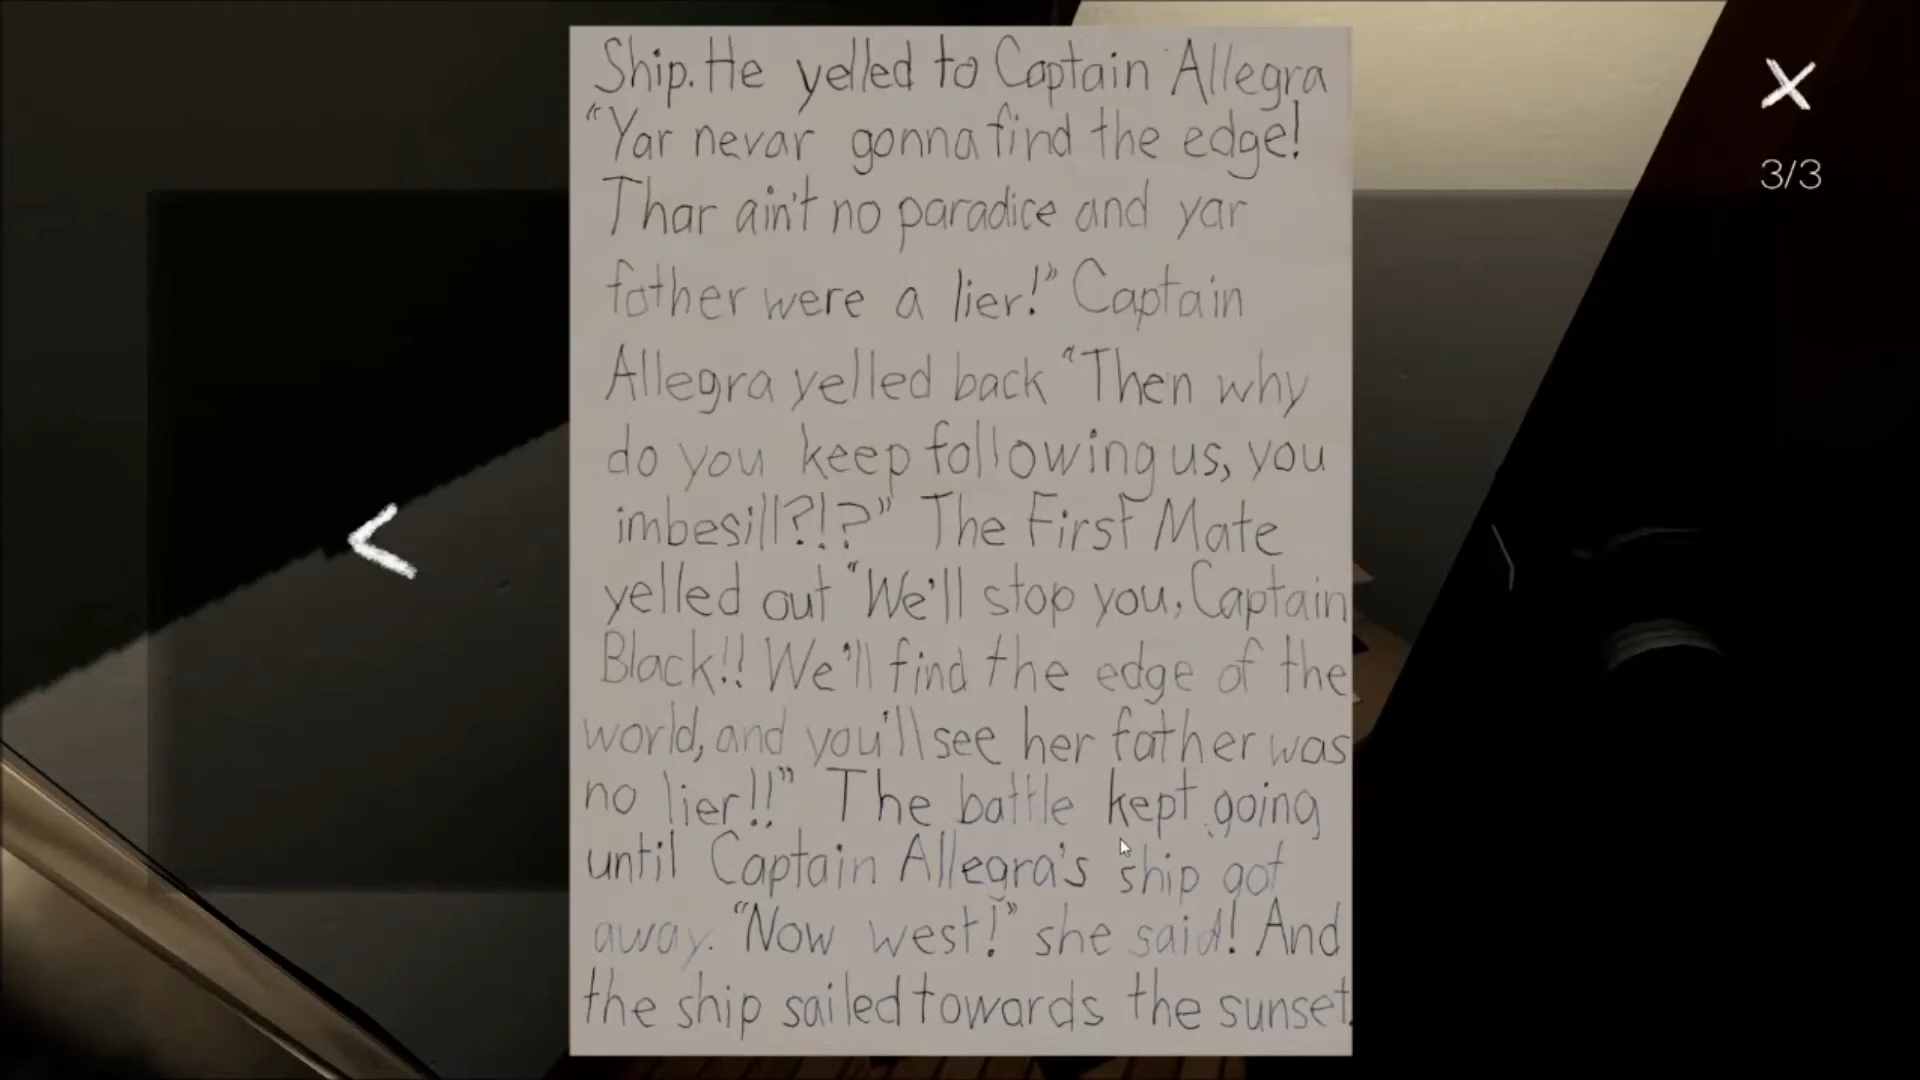 Ship. He yelled to Captain Allegra
“Yar nevar gonna find the edge!
Thar ain't no paradice and yar
father were a lier!” Captain
Allegra yelled back “Then why
do you keep following us, you
imbesill?!?” The First Mate
yelled out “We'll stop you, Captain
Black!! We'll find the edge of the
world, and you'll see her father was
no lier!!” The battle kept going
until Captain Allegra's ship got
away. “Now west!” she said! And
the ship sailed towards the sunset.
3/3